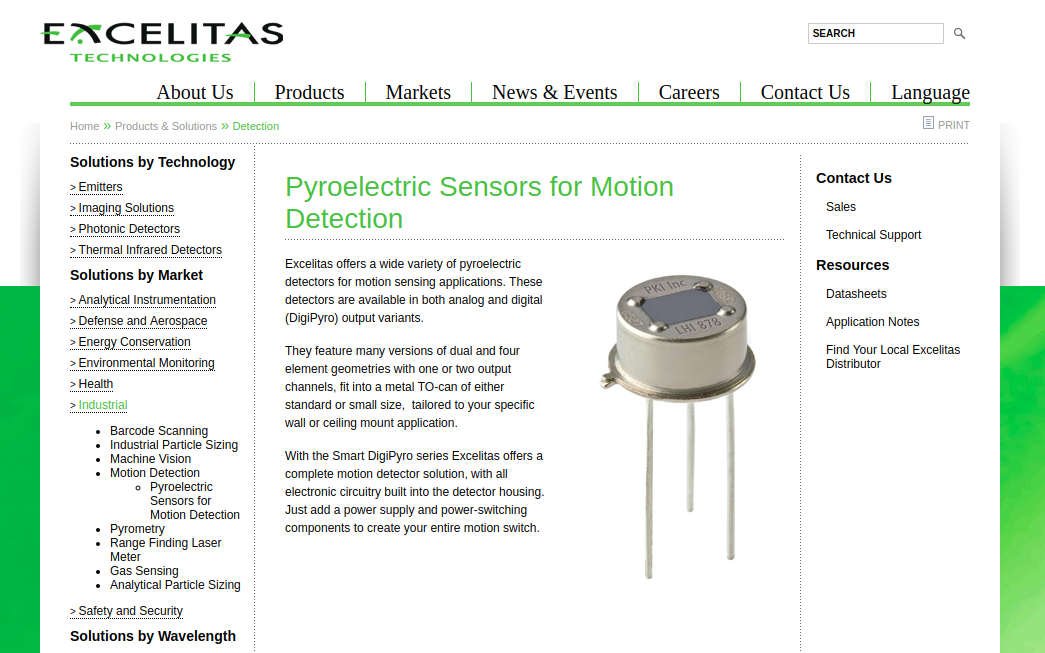 EXCELITAS
TECHNOLOGIES
SEARCH
About Us
Products
Markets
News & Events
Careers
Contact Us
Language
Home » Products & Solutions » Detection
PRINT
Solutions by Technology
> Emitters
> Imaging Solutions
> Photonic Detectors
> Thermal Infrared Detectors
Solutions by Market
> Analytical Instrumentation
> Defense and Aerospace
> Energy Conservation
> Environmental Monitoring
> Health
> Industrial
Barcode Scanning
Industrial Particle Sizing
Machine Vision
Motion Detection
Pyroelectric
Sensors for
Motion Detection
Pyrometry
Range Finding Laser
Meter
Gas Sensing
Analytical Particle Sizing
> Safety and Security
Solutions by Wavelength
Pyroelectric Sensors for Motion
Detection
Excelitas offers a wide variety of pyroelectric
detectors for motion sensing applications. These
detectors are available in both analog and digital
(DigiPyro) output variants.
They feature many versions of dual and four
element geometries with one or two output
channels, fit into a metal TO-can of either
standard or small size,  tailored to your specific
wall or ceiling mount application.
With the Smart DigiPyro series Excelitas offers a
complete motion detector solution, with all
electronic circuitry built into the detector housing.
Just add a power supply and power-switching
components to create your entire motion switch.
PKI Inc
LHI 878
Contact Us
Sales
Technical Support
Resources
Datasheets
Application Notes
Find Your Local Excelitas
Distributor